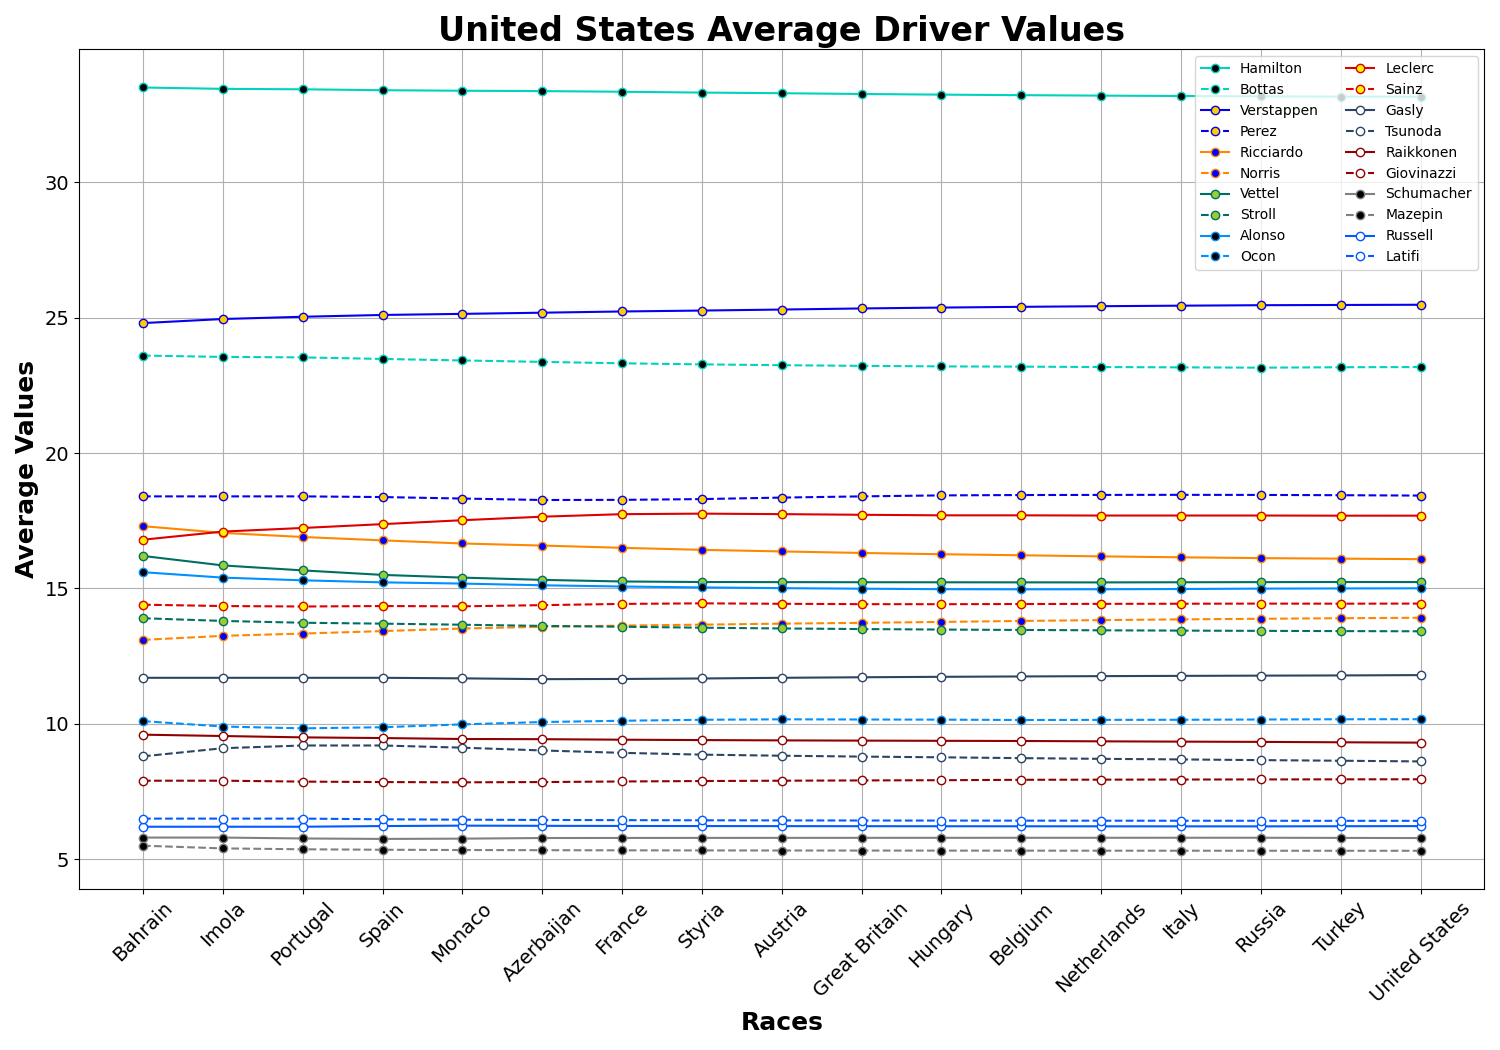 United States Average Driver Values
Hamilton
Bottas
Verstappen
Perez
Ricciardo
Norris
Vettel
Stroll
Alonso
Ocon
Leclerc
Sainz
Gasly
Tsunoda
Raikkonen
Giovinazzi
Schumacher
Mazepin
Russell
Latifi
Average Values
30
25
20
15
10
5
Bahrain
Imola
Portugal
Spain
Monaco
Azerbaijian
France
Styria
Austria
Great Britain
Hungary
Belgium
Netherlands
Italy
Russia
Turkey
United States
Races